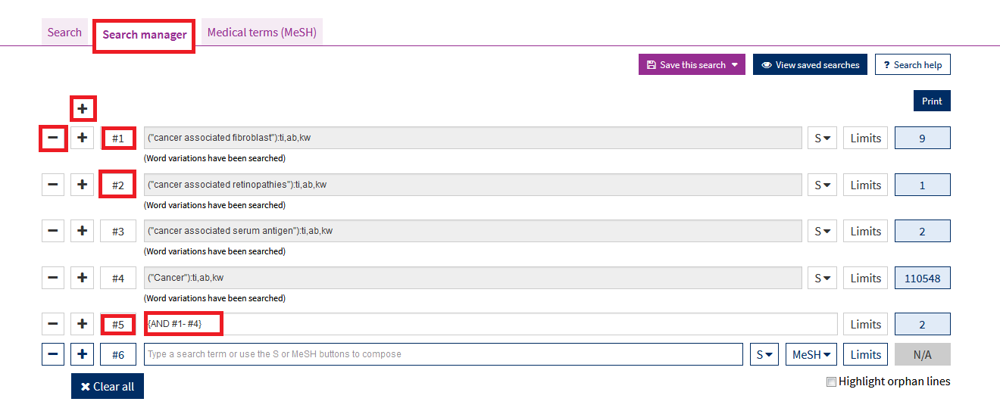 Search Search manager Medical terms (MeSH)
Save this search View saved searches ? Search help
Print
+
− + #1 ("cancer associated fibroblast"):ti,ab,kw S Limits 9
(Word variations have been searched)
− + #2 ("cancer associated retinopathies"):ti,ab,kw S Limits 1
(Word variations have been searched)
− + #3 ("cancer associated serum antigen"):ti,ab,kw S Limits 2
(Word variations have been searched)
− + #4 ("Cancer"):ti,ab,kw S Limits 110548
(Word variations have been searched)
− + #5 {AND #1- #4} Limits 2
− + #6 Type a search term or use the S or MeSH buttons to compose S MeSH Limits N/A
Clear all Highlight orphan lines